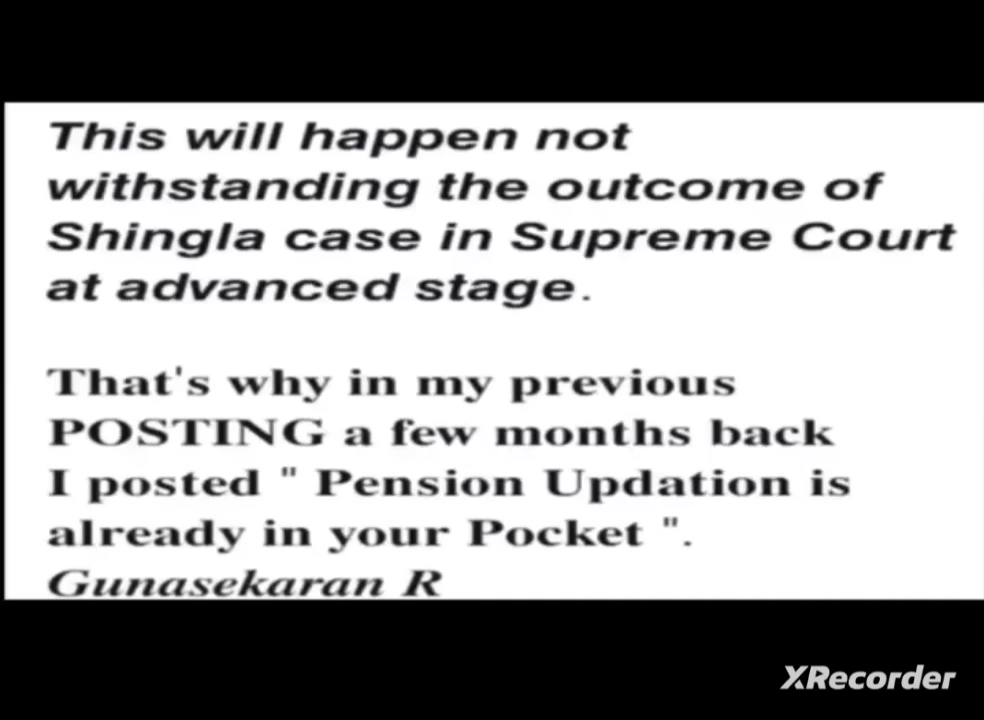 This will happen not
withstanding the outcome of
Shingla case in Supreme Court
at advanced stage.
That's why in my previous
POSTING a few months back
I posted " Pension Updation is
already in your Pocket ".
Gunasekaran R
XRecorder